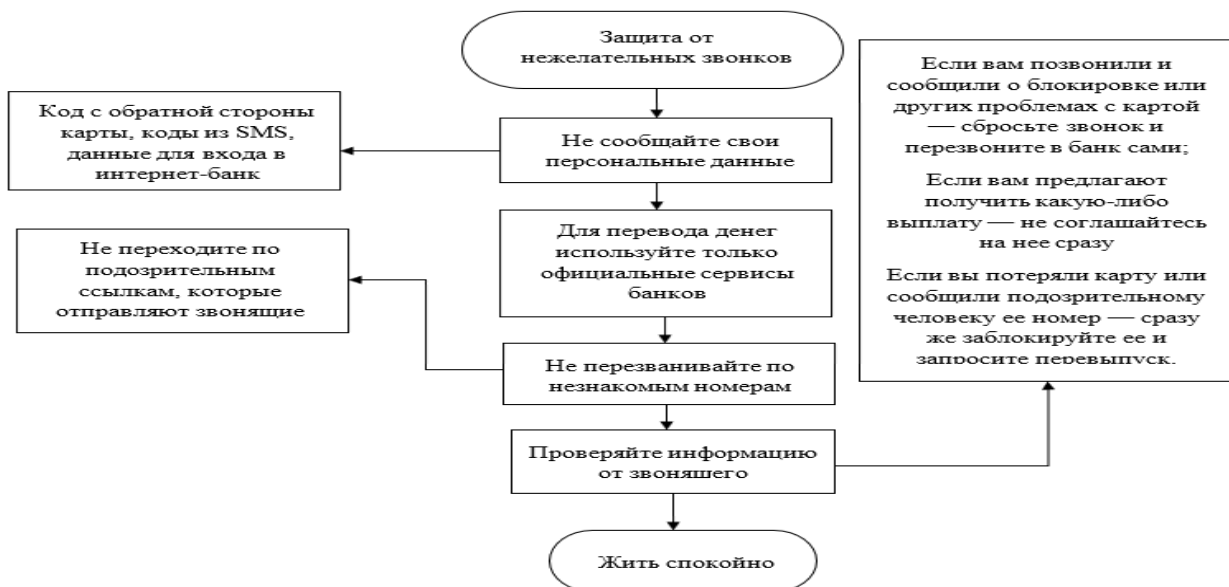 Защита от
нежелательных звонков
Код с обратной стороны
карты, коды из SMS,
данные для входа в
интернет-банк
Не сообщайте свои
персональные данные
Для перевода денег
используйте только
официальные сервисы
банков
Не переходите по
подозрительным
ссылкам, которые
отправляют звонящие
Не перезванивайте по
незнакомым номерам
Проверяйте информацию
от звоняшего
Если вам позвонили и
сообщили о блокировке или
других проблемах с картой
— сбросьте звонок и
перезвоните в банк сами;
Если вам предлагают
получить какую-либо
выплату — не соглашайтесь
на нее сразу
Если вы потеряли карту или
сообщили подозрительному
человеку ее номер — сразу
же заблокируйте ее и
запросите перевыпуск.
Жить спокойно